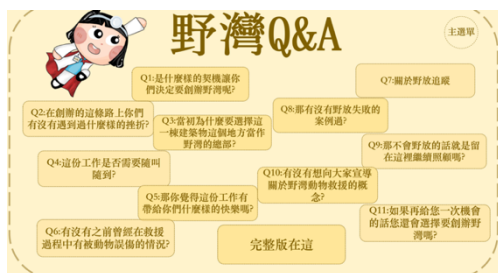 野灣Q&A
主選單
Q1:是什麼樣的契機讓你
們決定要創辦野灣呢?
Q2:在創辦的這條路上你們
有沒有遇到過什麼樣的挫折?
Q3:當初為什麼要選擇這
一棟建築物這個地方當作
野灣的總部?
Q4:這份工作是否需要隨叫
隨到?
Q5:那你覺得這份工作有
帶給你們什麼樣的快樂嗎?
Q6:有沒有之前曾經在救援
過程中有被動物誤傷的情況?
Q7:關於野放追蹤
Q8:那有沒有野放失敗的
案例過?
Q9:那不會野放的話就是留
在這裡繼續照顧嗎?
Q10:有沒有想向大家宣導
關於野灣動物救援的概
念?
Q11:如果再給您一次機會
的話您還會選擇要創辦野
灣嗎?
完整版在這